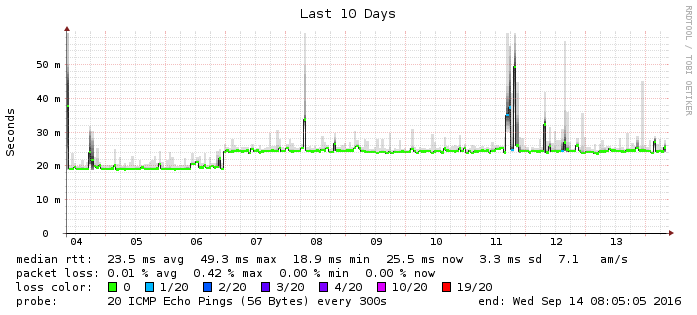 Last 10 Days
RRDTOOL / TOBI OETIKER
Seconds
50 m
40 m
30 m
20 m
10 m
0
04 05 06 07 08 09 10 11 12 13
median rtt: 23.5 ms avg 49.3 ms max 18.9 ms min 25.5 ms now 3.3 ms sd 7.1 am/s
packet loss: 0.01 % avg 0.42 % max 0.00 % min 0.00 % now
loss color: 0 1/20 2/20 3/20 4/20 10/20 19/20
probe: 20 ICMP Echo Pings (56 Bytes) every 300s end: Wed Sep 14 08:05:05 2016